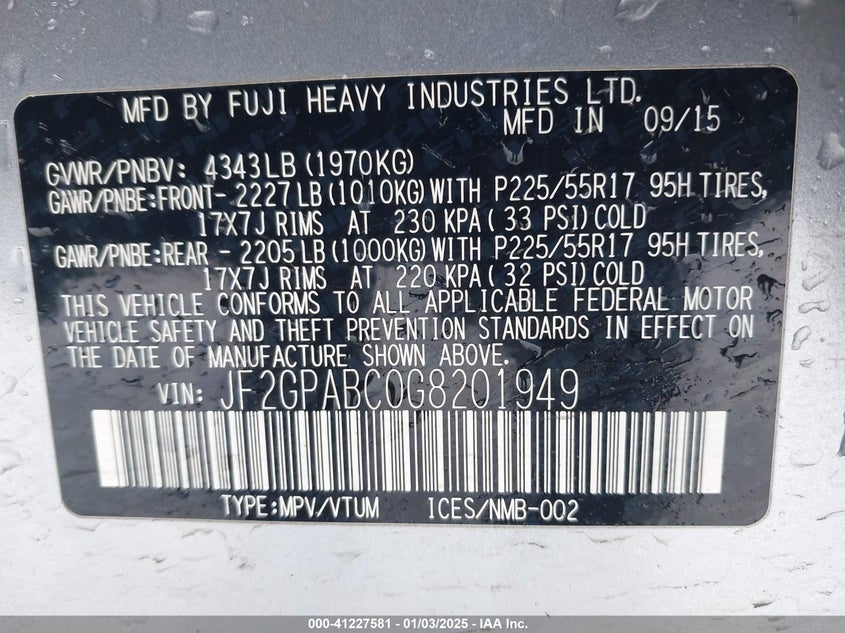 MFD BY FUJI HEAVY INDUSTRIES LTD.
MFD IN 09/15
GVWR/PNBV: 4343LB(1970KG)
GAWR/PNBE:FRONT- 2227LB(1010KG)WITH P225/55R17 95H TIRES,
17X7J RIMS AT 230 KPA( 33 PSI)COLD
GAWR/PNBE:REAR - 2205LB(1000KG)WITH P225/55R17 95H TIRES,
17X7J RIMS AT 220 KPA( 32 PSI)COLD
THIS VEHICLE CONFORMS TO ALL APPLICABLE FEDERAL MOTOR
VEHICLE SAFETY AND THEFT PREVENTION STANDARDS IN EFFECT ON
THE DATE OF MANUFACTURE SHOWN ABOVE.
VIN: JF2GPABC0G8201949
TYPE:MPV/VTUM ICES/NMB-002
000-41227581 - 01/03/2025 - IAA Inc.